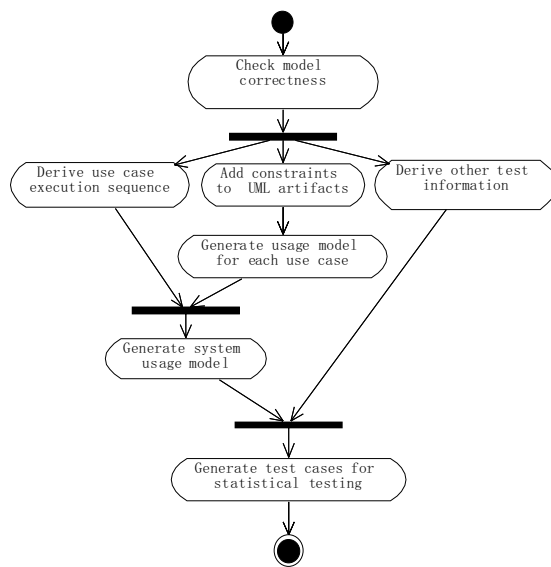 Check model
correctness
Derive use case
execution sequence
Add constraints
to UML artifacts
Derive other test
information
Generate usage model
for each use case
Generate system
usage model
Generate test cases for
statistical testing